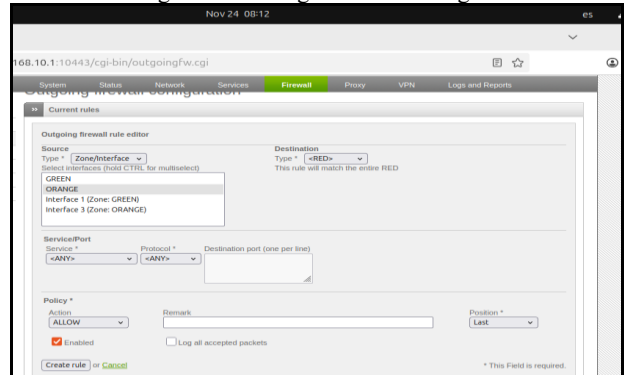 Nov 24 08:12 es
168.10.1:10443/cgi-bin/outgoingfw.cgi
System Status Network Services Firewall Proxy VPN Logs and Reports
Outgoing firewall configuration
» Current rules
Outgoing firewall rule editor
Source Destination
Type * Zone/Interface Type * <RED>
Select interfaces (hold CTRL for multiselect) This rule will match the entire RED
GREEN
ORANGE
Interface 1 (Zone: GREEN)
Interface 3 (Zone: ORANGE)
Service/Port
Service * Protocol * Destination port (one per line)
<ANY> <ANY>
Policy *
Action Remark Position *
ALLOW Last
Enabled Log all accepted packets
Create rule or Cancel * This Field is required.